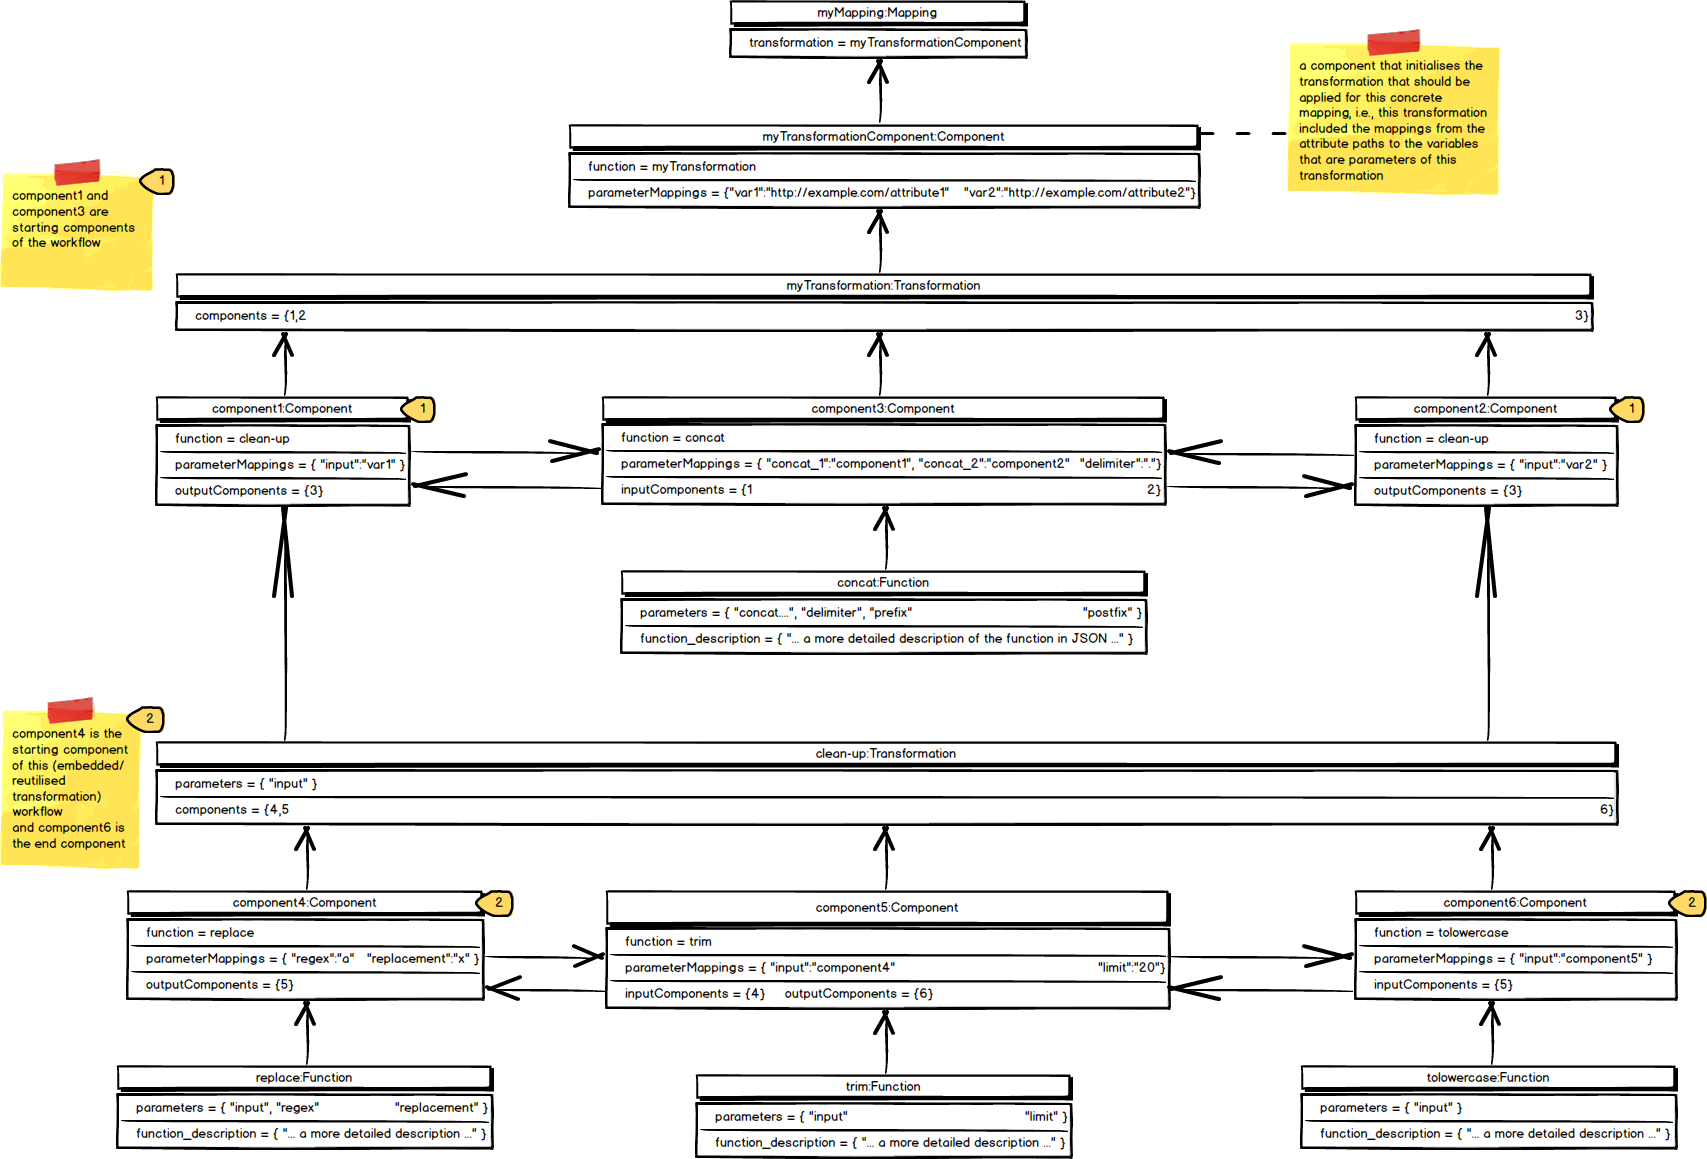 myMapping:Mapping
transformation = myTransformationComponent
a component that initialises the
transformation that should be
applied for this concrete
mapping, i.e., this transformation
included the mappings from the
attribute paths to the variables
that are parameters of this
transformation
myTransformationComponent:Component
function = myTransformation
parameterMappings = {"var1":"http://example.com/attribute1" "var2":"http://example.com/attribute2"}
1
component1 and
component3 are
starting components
of the workflow
myTransformation:Transformation
components = {1,2 3}
component1:Component
1
function = clean-up
parameterMappings = { "input":"var1" }
outputComponents = {3}
component3:Component
function = concat
parameterMappings = { "concat_1":"component1", "concat_2":"component2" "delimiter":"."}
inputComponents = {1 2}
component2:Component
1
function = clean-up
parameterMappings = { "input":"var2" }
outputComponents = {3}
concat:Function
parameters = { "concat....", "delimiter", "prefix" "postfix" }
function_description = { "... a more detailed description of the function in JSON ..." }
2
component4 is the
starting component
of this (embedded/
reutilised
transformation)
workflow
and component6 is
the end component
clean-up:Transformation
parameters = { "input" }
components = {4,5 6}
component4:Component
2
function = replace
parameterMappings = { "regex":"a" "replacement":"x" }
outputComponents = {5}
component5:Component
function = trim
parameterMappings = { "input":"component4" "limit":"20"}
inputComponents = {4} outputComponents = {6}
component6:Component
2
function = tolowercase
parameterMappings = { "input":"component5" }
inputComponents = {5}
replace:Function
parameters = { "input", "regex" "replacement" }
function_description = { "... a more detailed description ..." }
trim:Function
parameters = { "input" "limit" }
function_description = { "... a more detailed description ..." }
tolowercase:Function
parameters = { "input" }
function_description = { "... a more detailed description ..." }